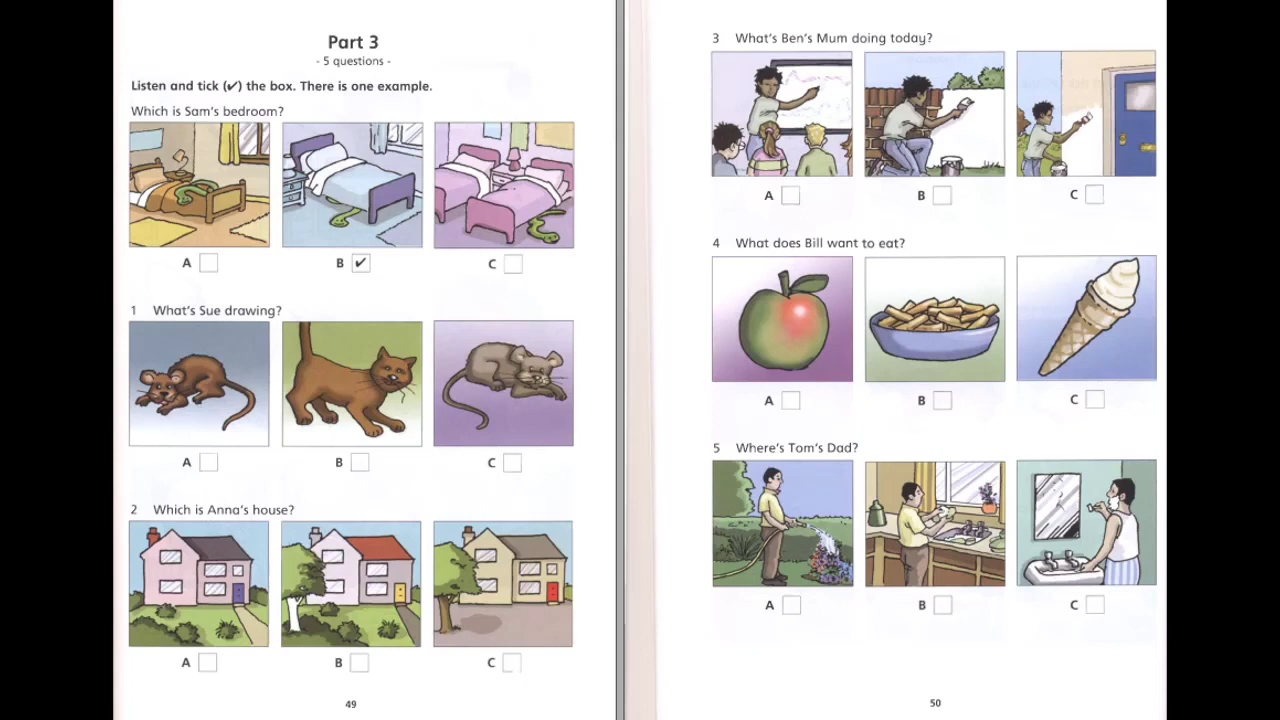 Part 3
- 5 questions -
Listen and tick (✔) the box. There is one example.
Which is Sam's bedroom?
A
B ✔
C
1 What's Sue drawing?
A
B
C
2 Which is Anna's house?
A
B
C
49
3 What's Ben's Mum doing today?
A
B
C
4 What does Bill want to eat?
A
B
C
5 Where's Tom's Dad?
A
B
C
50